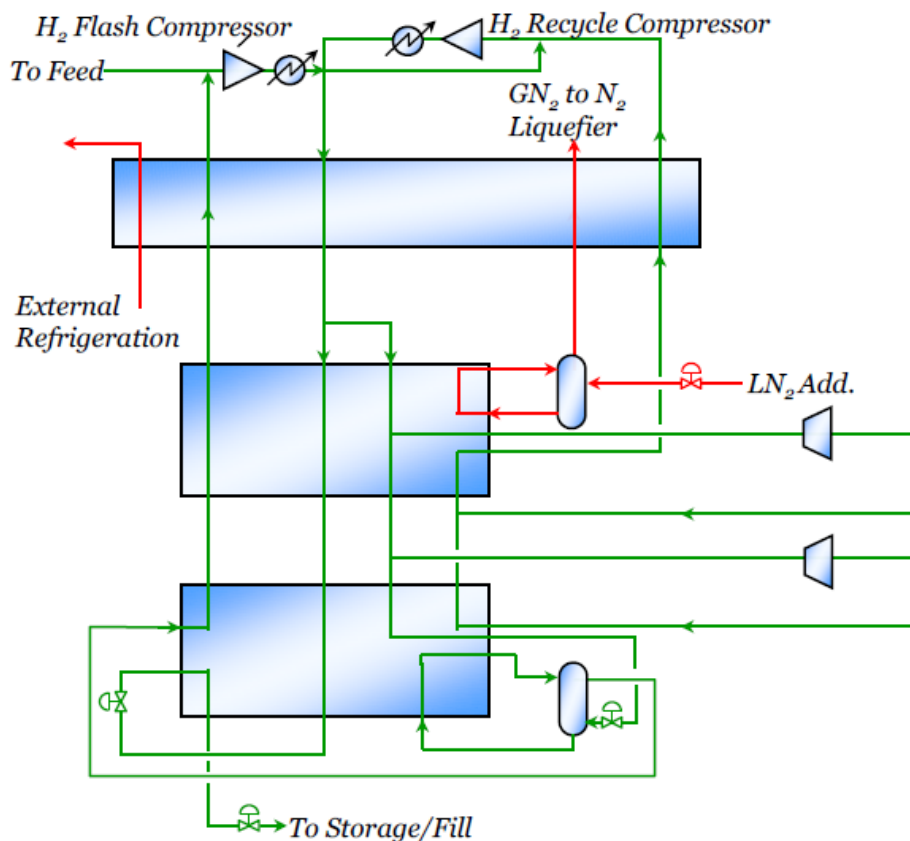 H₂ Flash Compressor
H₂ Recycle Compressor
To Feed
GN₂ to N₂
Liquefier
External
Refrigeration
LN₂ Add.
To Storage/Fill